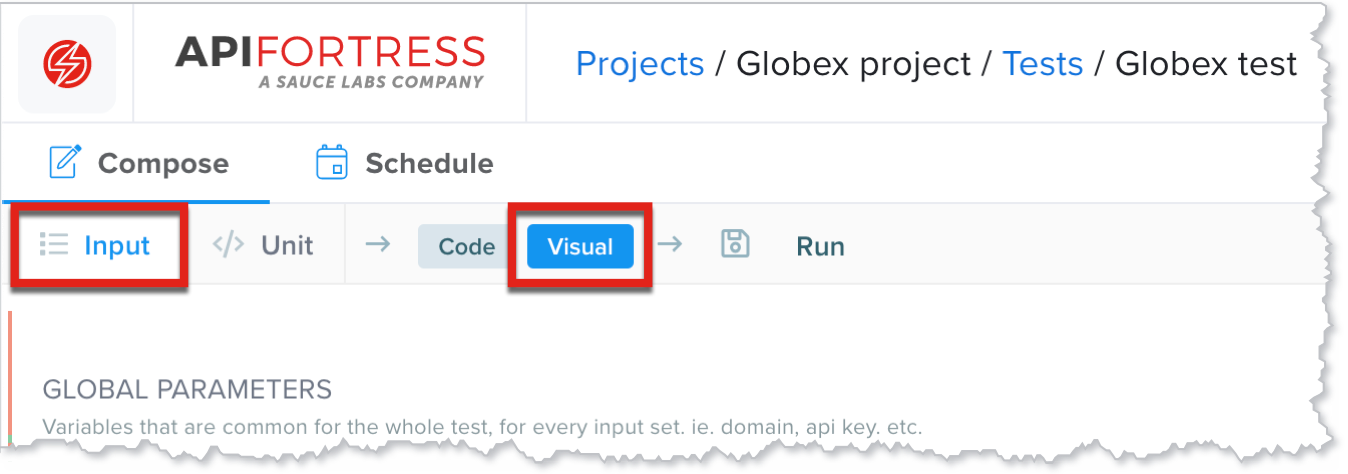 APIFORTRESS
A SAUCE LABS COMPANY
Projects / Globex project / Tests / Globex test
Compose Schedule
Input </> Unit → Code Visual → Run
GLOBAL PARAMETERS
Variables that are common for the whole test, for every input set. ie. domain, api key. etc.